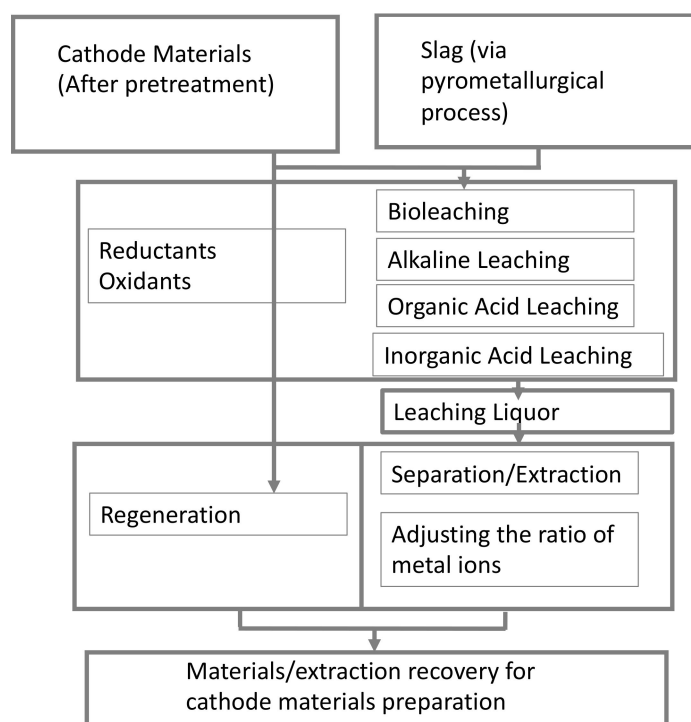 Cathode Materials
(After pretreatment)
Slag (via
pyrometallurgical
process)
Reductants
Oxidants
Bioleaching
Alkaline Leaching
Organic Acid Leaching
Inorganic Acid Leaching
Leaching Liquor
Regeneration
Separation/Extraction
Adjusting the ratio of
metal ions
Materials/extraction recovery for
cathode materials preparation